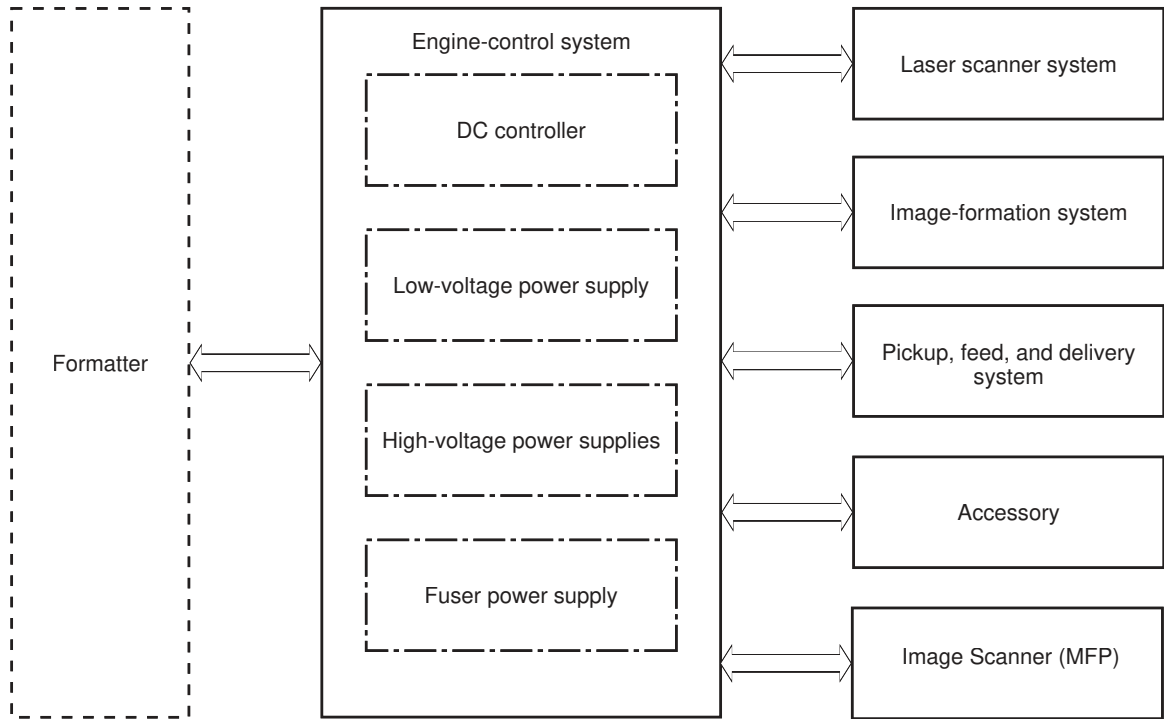 Formatter
Engine-control system
DC controller
Low-voltage power supply
High-voltage power supplies
Fuser power supply
Laser scanner system
Image-formation system
Pickup, feed, and delivery
system
Accessory
Image Scanner (MFP)